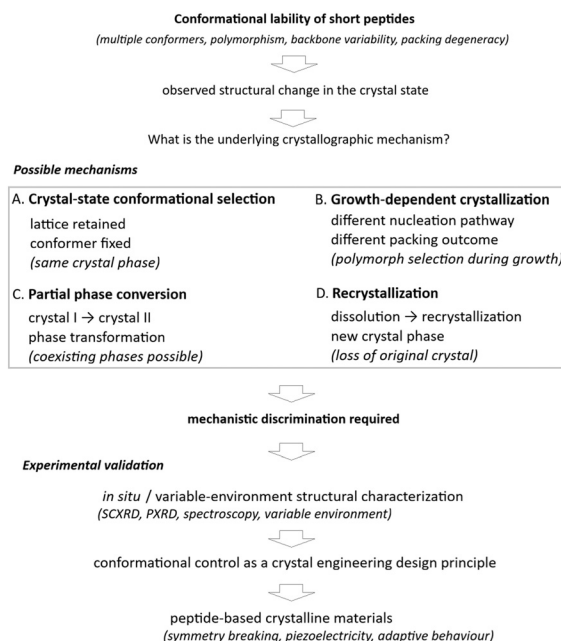 Conformational lability of short peptides
(multiple conformers, polymorphism, backbone variability, packing degeneracy)
observed structural change in the crystal state
What is the underlying crystallographic mechanism?
Possible mechanisms
A. Crystal-state conformational selection
lattice retained
conformer fixed
(same crystal phase)
B. Growth-dependent crystallization
different nucleation pathway
different packing outcome
(polymorph selection during growth)
C. Partial phase conversion
crystal I → crystal II
phase transformation
(coexisting phases possible)
D. Recrystallization
dissolution → recrystallization
new crystal phase
(loss of original crystal)
mechanistic discrimination required
Experimental validation
in situ / variable-environment structural characterization
(SCXRD, PXRD, spectroscopy, variable environment)
conformational control as a crystal engineering design principle
peptide-based crystalline materials
(symmetry breaking, piezoelectricity, adaptive behaviour)